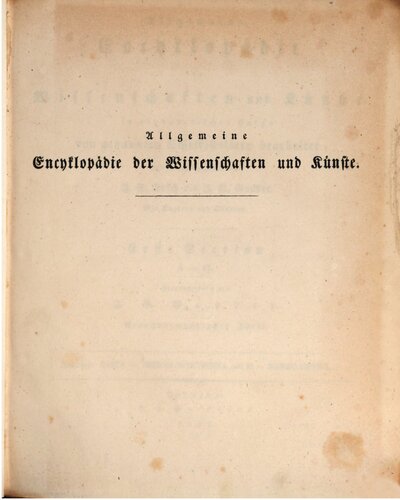 Allgemeine
Encyklopädie der Wissenschaften und Künste.